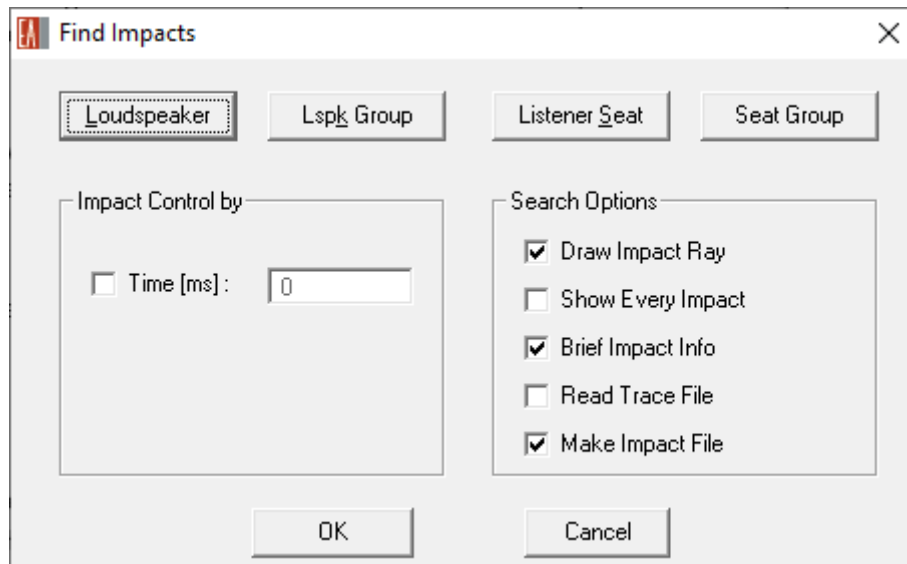 EA Find Impacts
Loudspeaker Lspk Group Listener Seat Seat Group
Impact Control by
Time [ms] : 0
Search Options
Draw Impact Ray
Show Every Impact
Brief Impact Info
Read Trace File
Make Impact File
OK Cancel